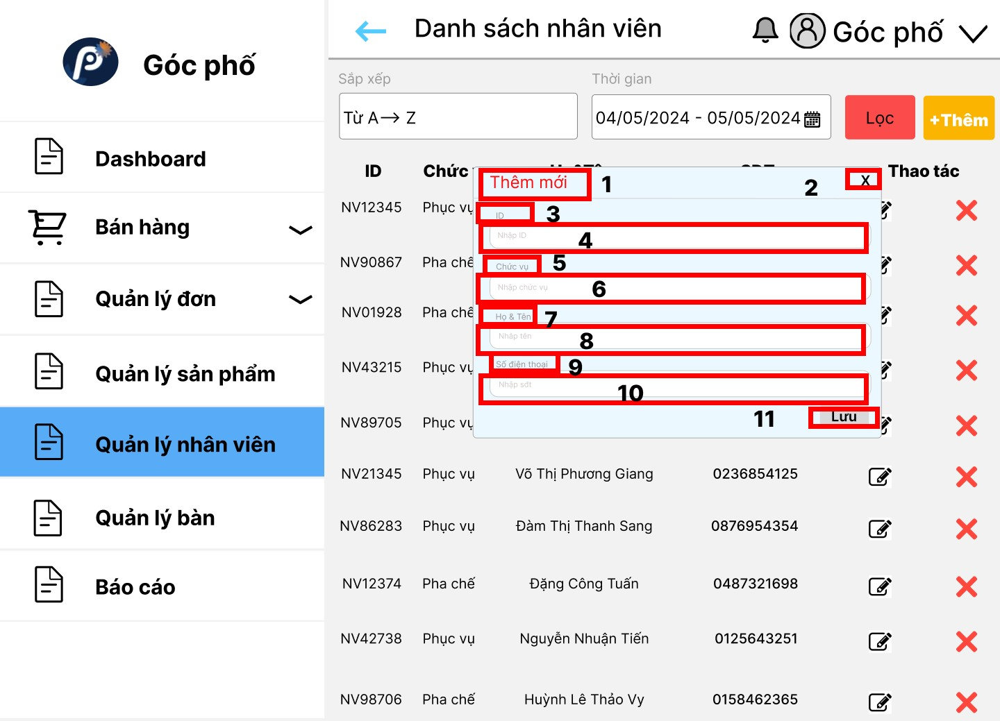 Góc phố
Dashboard
Bán hàng
Quản lý đơn
Quản lý sản phẩm
Quản lý nhân viên
Quản lý bàn
Báo cáo
Danh sách nhân viên
Góc phố
Sắp xếp
Thời gian
Từ A→ Z
04/05/2024 - 05/05/2024
Lọc
+Thêm
ID Chức Thao tác
Thêm mới 1 2 X
ID 3
Nhập ID 4
Chức vụ 5
Nhập chức vụ 6
Họ & Tên 7
Nhập tên 8
Số điện thoại 9
Nhập sdt 10
11 Lưu
NV12345 Phục vụ
NV90867 Pha chế
NV01928 Pha chế
NV43215 Phục vụ
NV89705 Phục vụ
NV21345 Phục vụ Võ Thị Phương Giang 0236854125
NV86283 Phục vụ Đàm Thị Thanh Sang 0876954354
NV12374 Pha chế Đặng Công Tuấn 0487321698
NV42738 Phục vụ Nguyễn Nhuận Tiến 0125643251
NV98706 Pha chế Huỳnh Lê Thảo Vy 0158462365